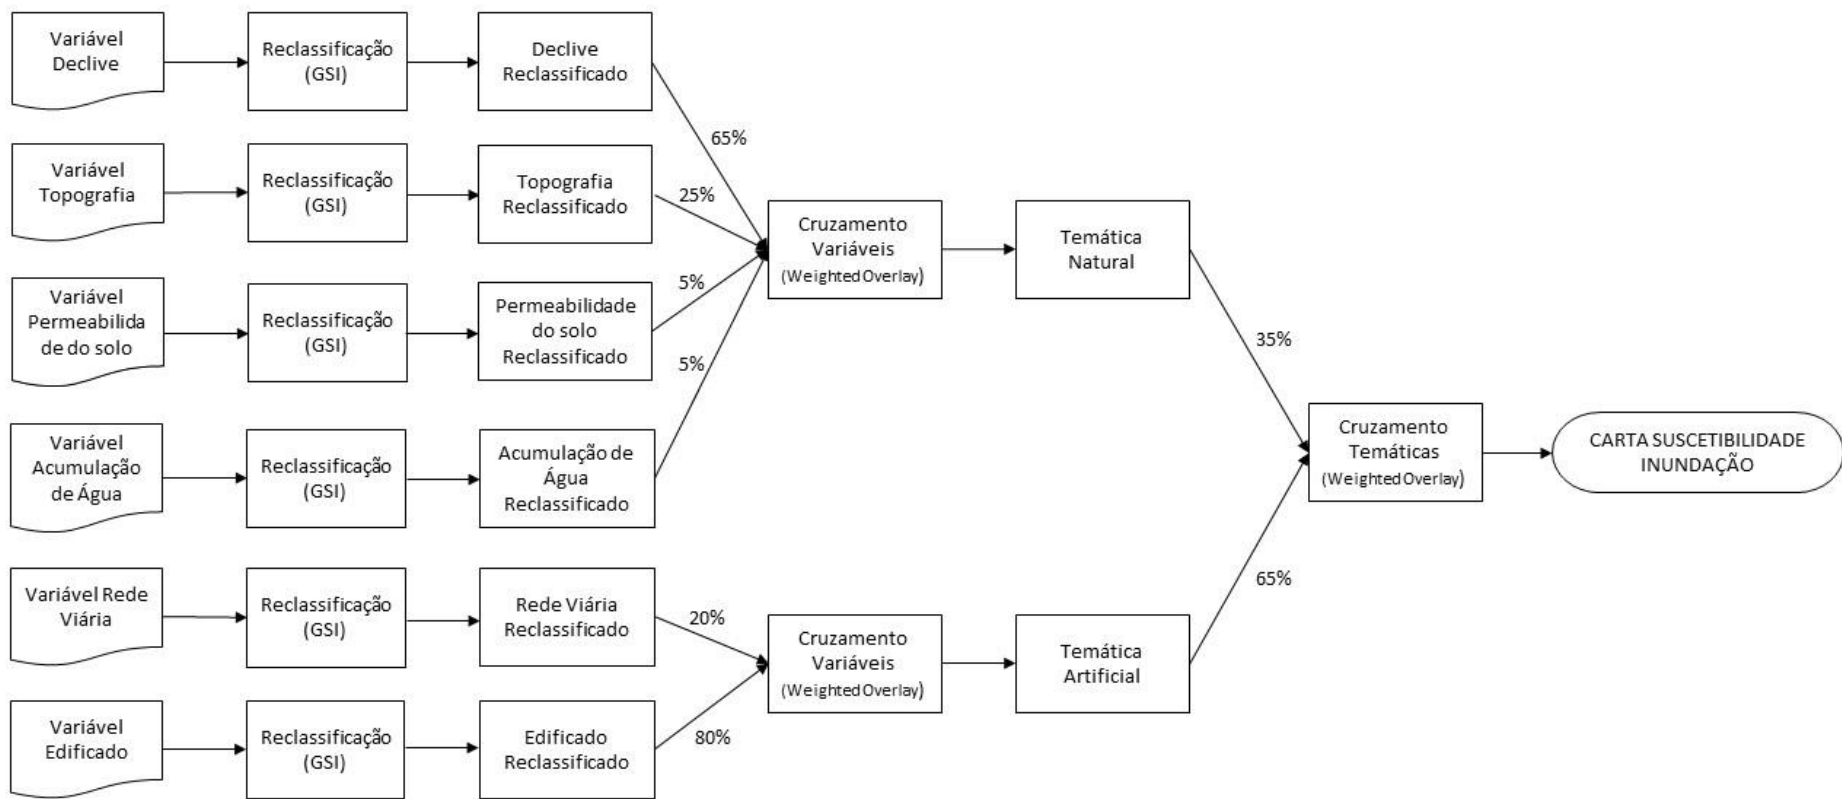 Variável
Declive
Reclassificação
(GSI)
Declive
Reclassificado
65%
Variável
Topografia
Reclassificação
(GSI)
Topografia
Reclassificado
25%
Variável
Permeabilida
de do solo
Reclassificação
(GSI)
Permeabilidade
do solo
Reclassificado
5%
Variável
Acumulação
de Água
Reclassificação
(GSI)
Acumulação de
Água
Reclassificado
5%
Cruzamento
Variáveis
(Weighted Overlay)
Temática
Natural
35%
Variável Rede
Viária
Reclassificação
(GSI)
Rede Viária
Reclassificado
20%
Variável
Edificado
Reclassificação
(GSI)
Edificado
Reclassificado
80%
Cruzamento
Variáveis
(Weighted Overlay)
Temática
Artificial
65%
Cruzamento
Temáticas
(Weighted Overlay)
CARTA SUSCETIBILIDADE
INUNDAÇÃO